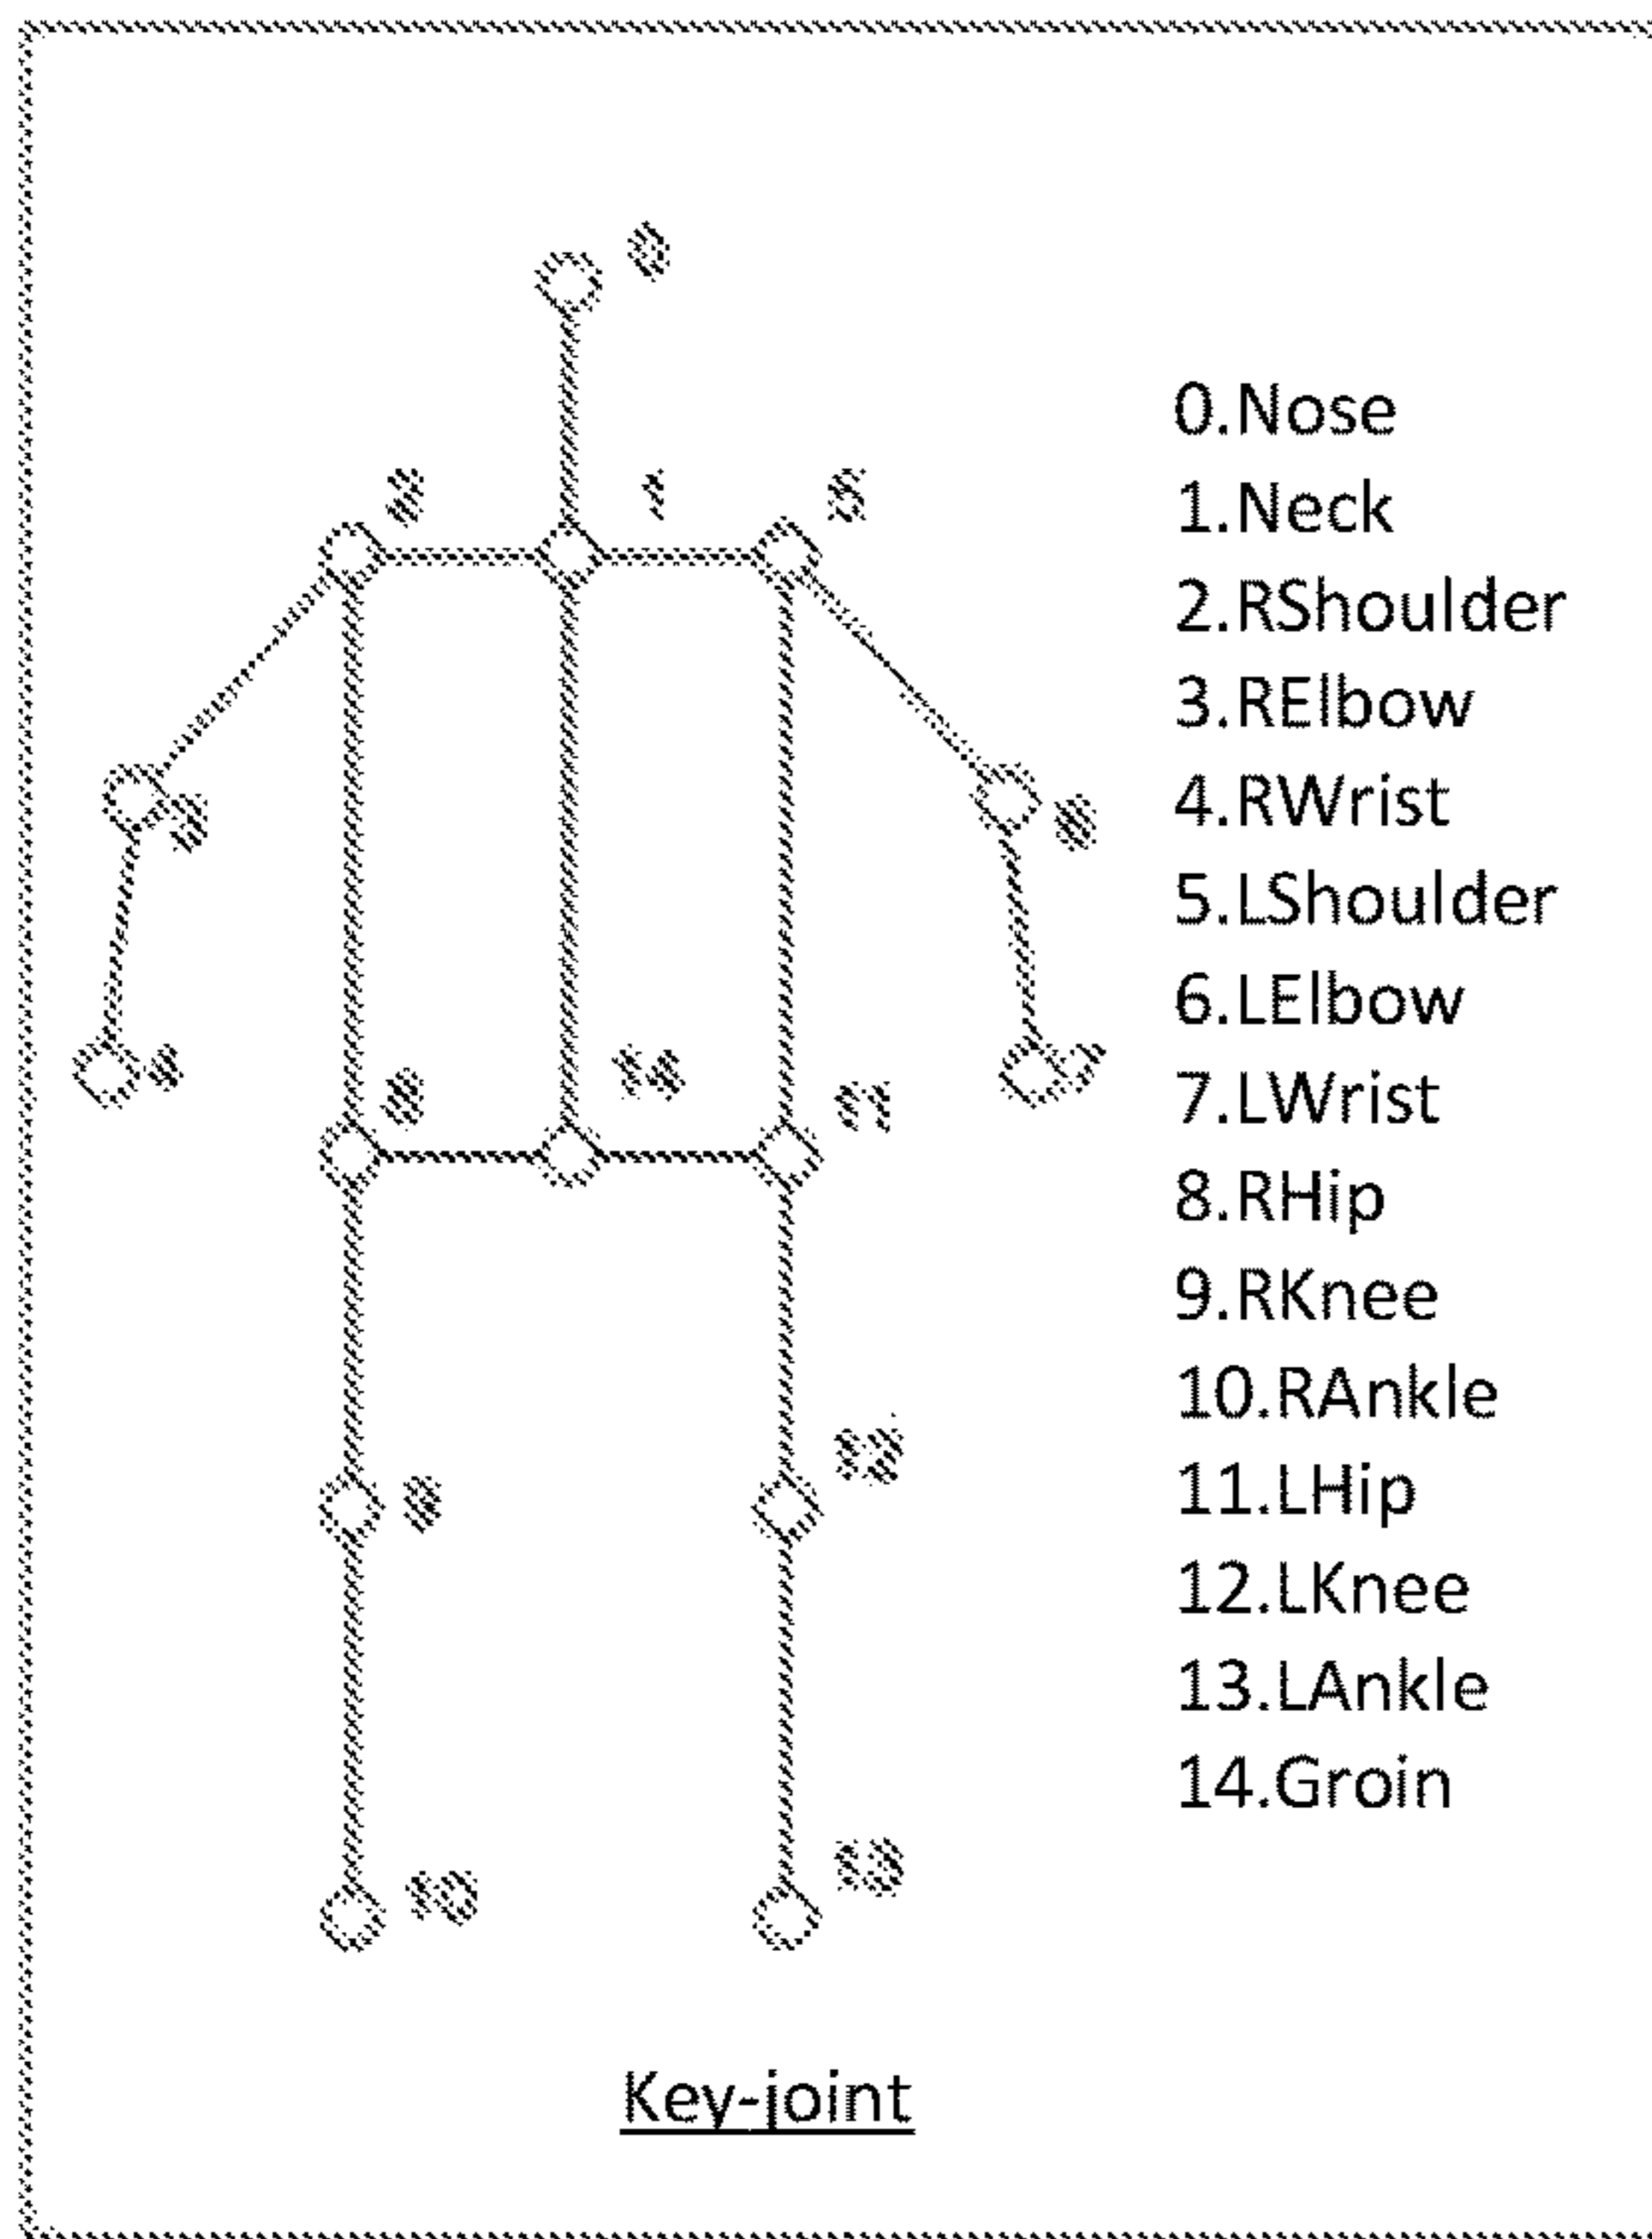 0
2 1 5
3 6
4 7
8 14 11
9 12
10 13
0.Nose
1.Neck
2.RShoulder
3.RElbow
4.RWrist
5.LShoulder
6.LElbow
7.LWrist
8.RHip
9.RKnee
10.RAnkle
11.LHip
12.LKnee
13.LAnkle
14.Groin
Key-joint